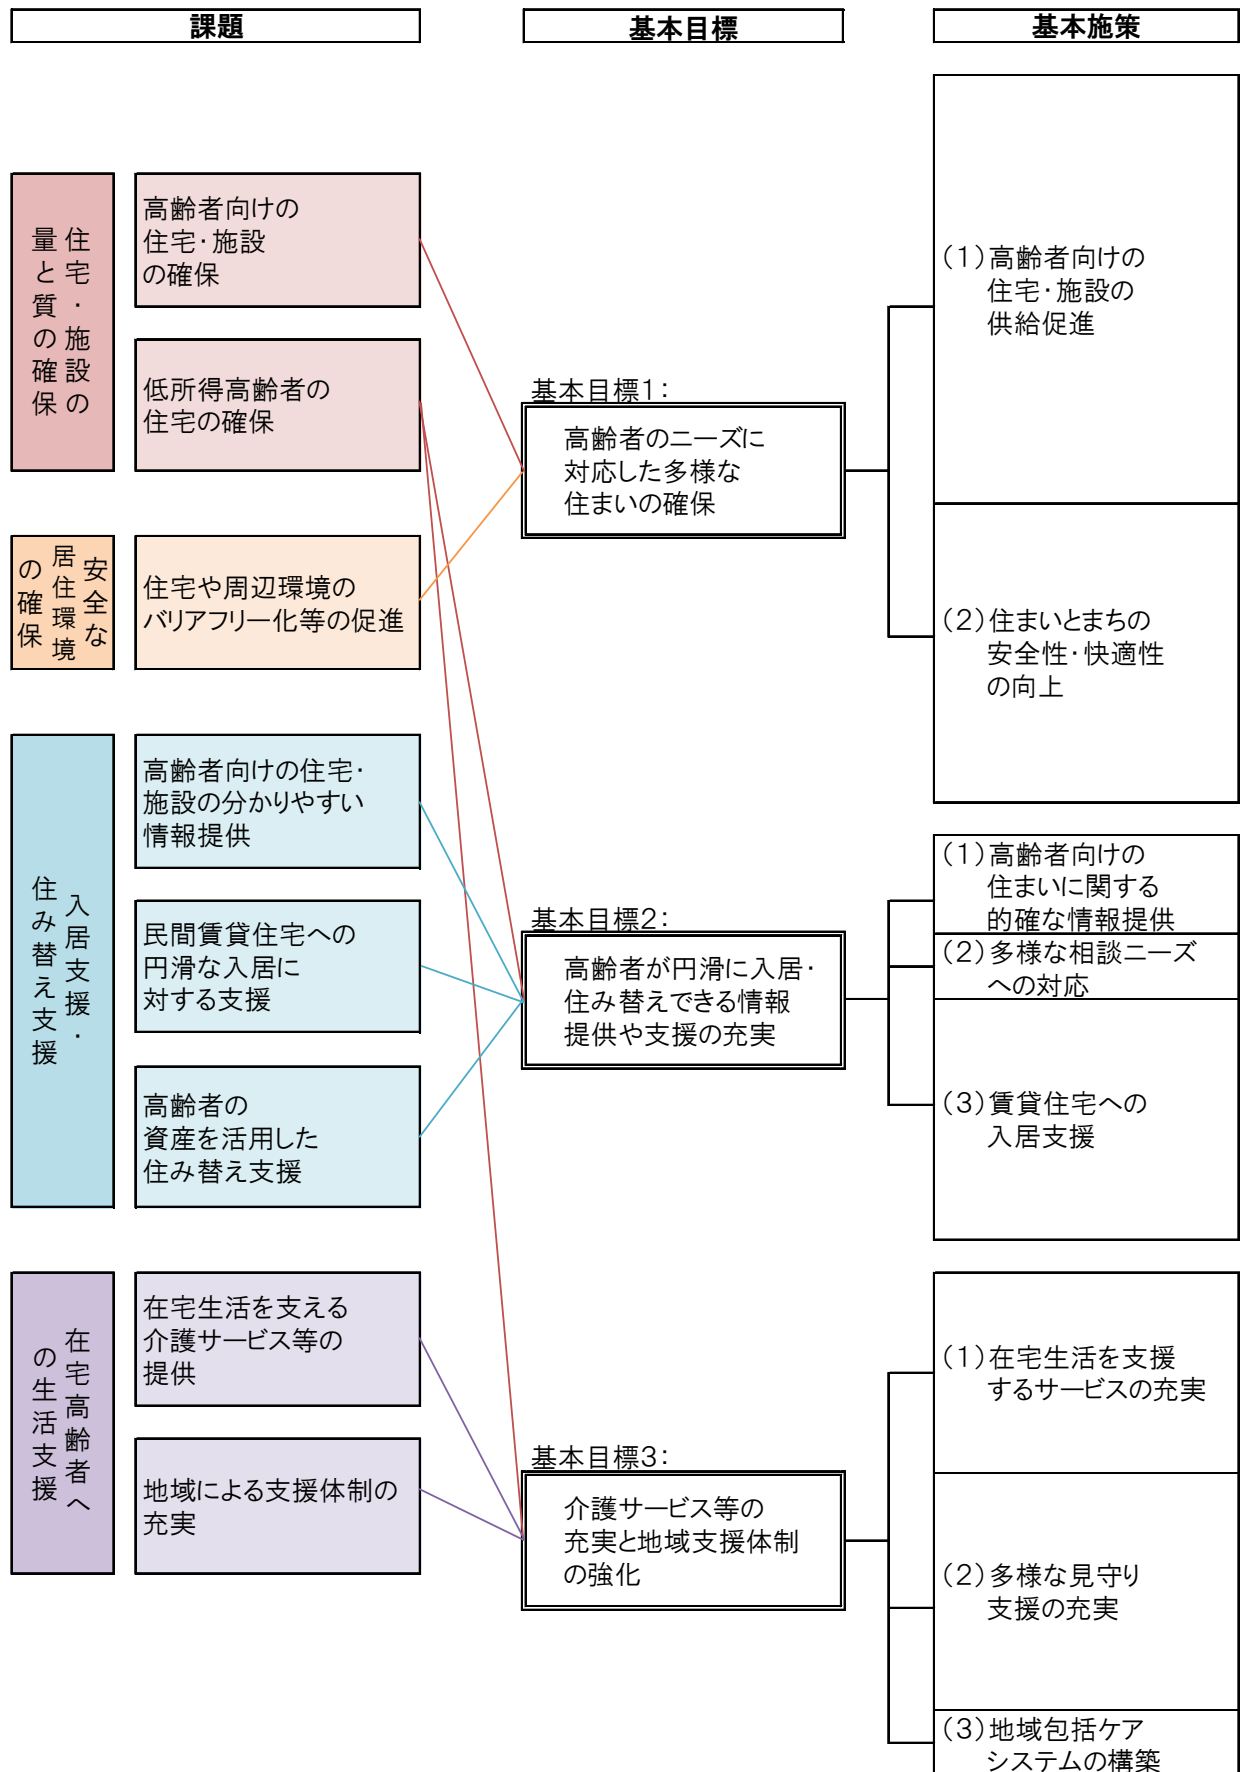 課題
基本目標
基本施策
住宅・施設の
量と質の確保
高齢者向けの
住宅・施設
の確保
低所得高齢者の
住宅の確保
安全な
居住環境
の確保
住宅や周辺環境の
バリアフリー化等の促進
入居支援・
住み替え支援
高齢者向けの住宅・
施設の分かりやすい
情報提供
民間賃貸住宅への
円滑な入居に
対する支援
高齢者の
資産を活用した
住み替え支援
在宅高齢者へ
の生活支援
在宅生活を支える
介護サービス等の
提供
地域による支援体制の
充実
基本目標1：
高齢者のニーズに
対応した多様な
住まいの確保
基本目標2：
高齢者が円滑に入居・
住み替えできる情報
提供や支援の充実
基本目標3：
介護サービス等の
充実と地域支援体制
の強化
（1）高齢者向けの
住宅・施設の
供給促進
（2）住まいとまちの
安全性・快適性
の向上
（1）高齢者向けの
住まいに関する
的確な情報提供
（2）多様な相談ニーズ
への対応
（3）賃貸住宅への
入居支援
（1）在宅生活を支援
するサービスの充実
（2）多様な見守り
支援の充実
（3）地域包括ケア
システムの構築